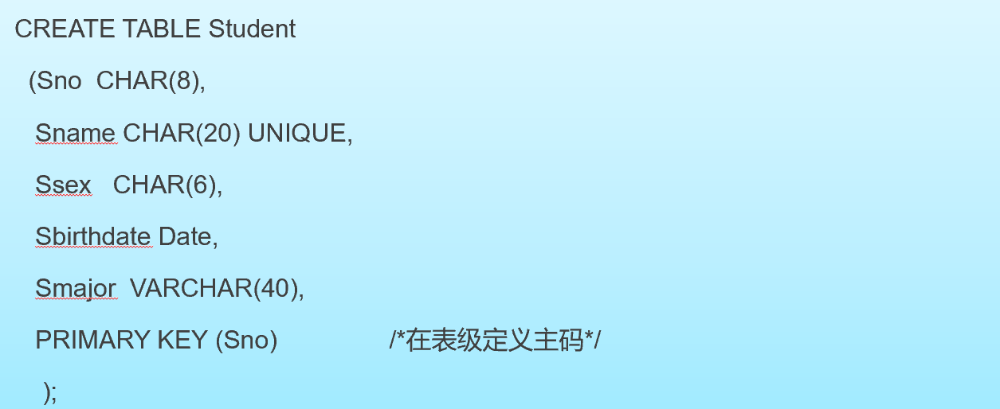 CREATE TABLE Student
(Sno CHAR(8),
Sname CHAR(20) UNIQUE,
Ssex CHAR(6),
Sbirthdate Date,
Smajor VARCHAR(40),
PRIMARY KEY (Sno) /*在表级定义主码*/
);